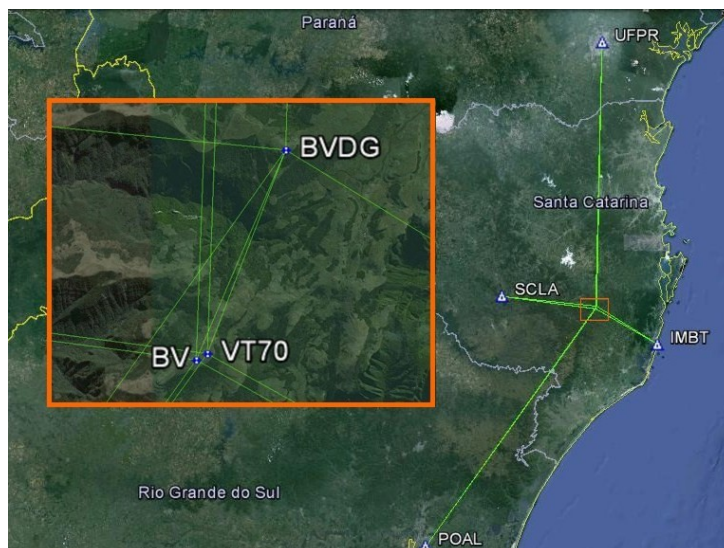 Paraná
UFPR
BVDG
Santa Catarina
SCLA
IMBT
BV
VT70
Rio Grande do Sul
POAL